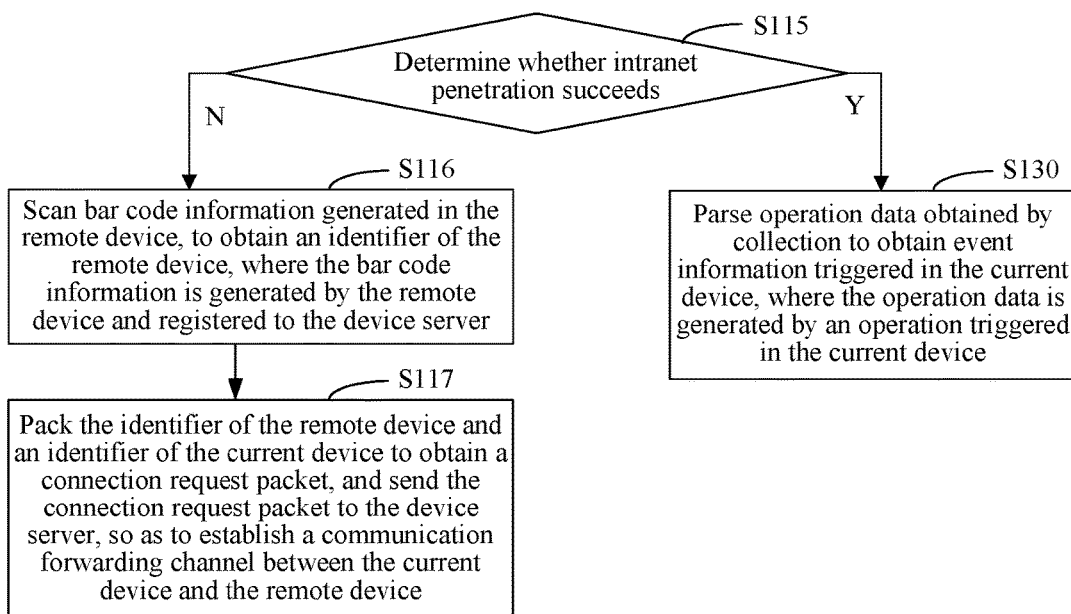 S115
Determine whether intranet
penetration succeeds
N
Y
S116
Scan bar code information generated in the
remote device, to obtain an identifier of the
remote device, where the bar code
information is generated by the remote
device and registered to the device server
S130
Parse operation data obtained by
collection to obtain event
information triggered in the current
device, where the operation data is
generated by an operation triggered
in the current device
S117
Pack the identifier of the remote device and
an identifier of the current device to obtain a
connection request packet, and send the
connection request packet to the device
server, so as to establish a communication
forwarding channel between the current
device and the remote device